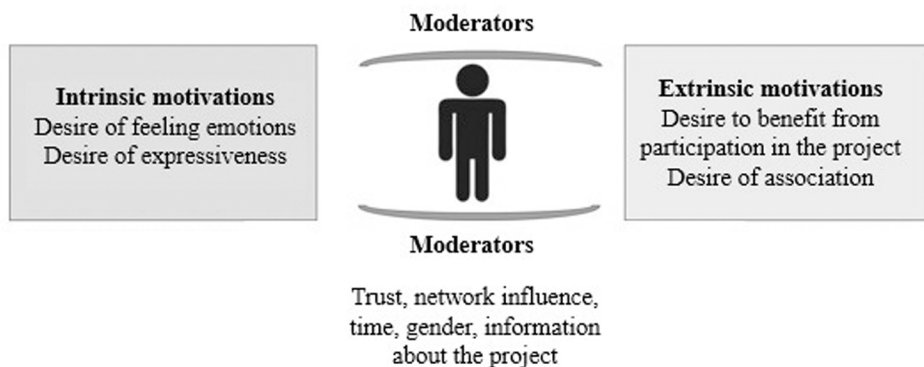 Moderators
Intrinsic motivations
Desire of feeling emotions
Desire of expressiveness
Extrinsic motivations
Desire to benefit from
participation in the project
Desire of association
Moderators
Trust, network influence,
time, gender, information
about the project